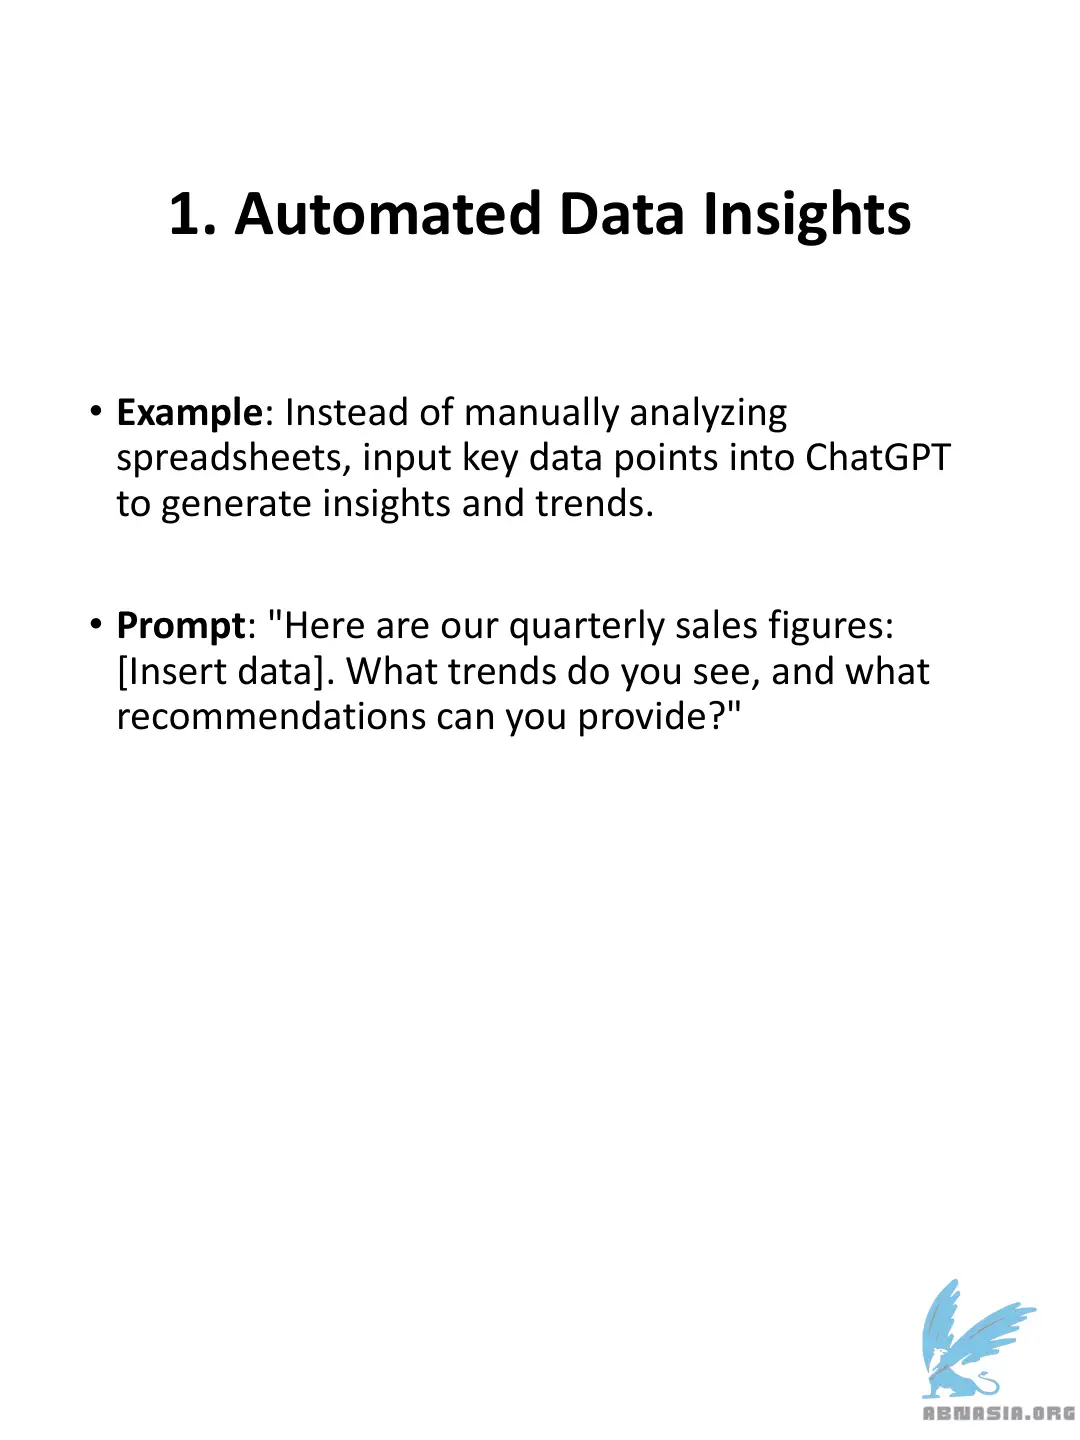 1. Automated Data Insights
• Example: Instead of manually analyzing
spreadsheets, input key data points into ChatGPT
to generate insights and trends.
• Prompt: "Here are our quarterly sales figures:
[Insert data]. What trends do you see, and what
recommendations can you provide?"
ABNASIA.ORG